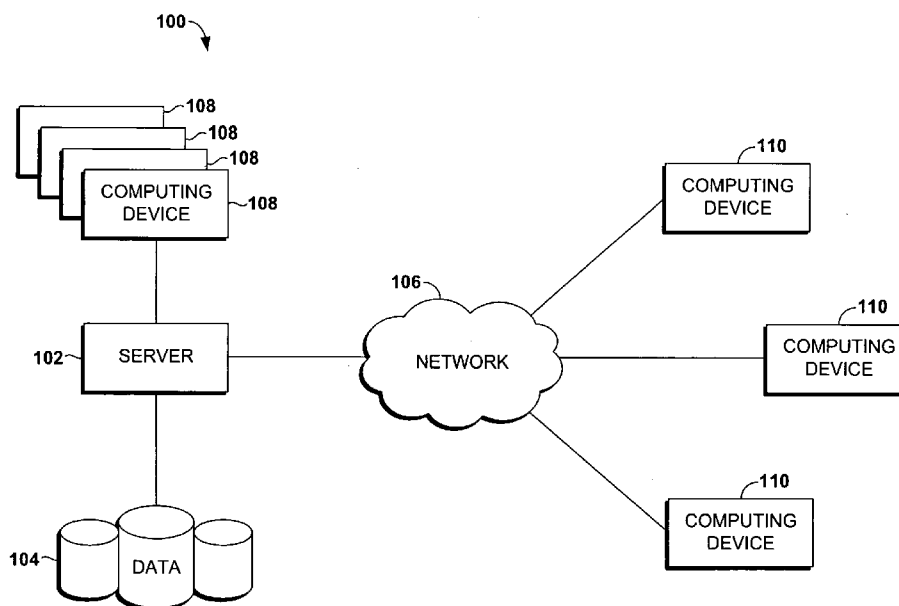 100
108
108
108
COMPUTING
DEVICE
108
110
COMPUTING
DEVICE
106
NETWORK
102
SERVER
110
COMPUTING
DEVICE
110
COMPUTING
DEVICE
104
DATA